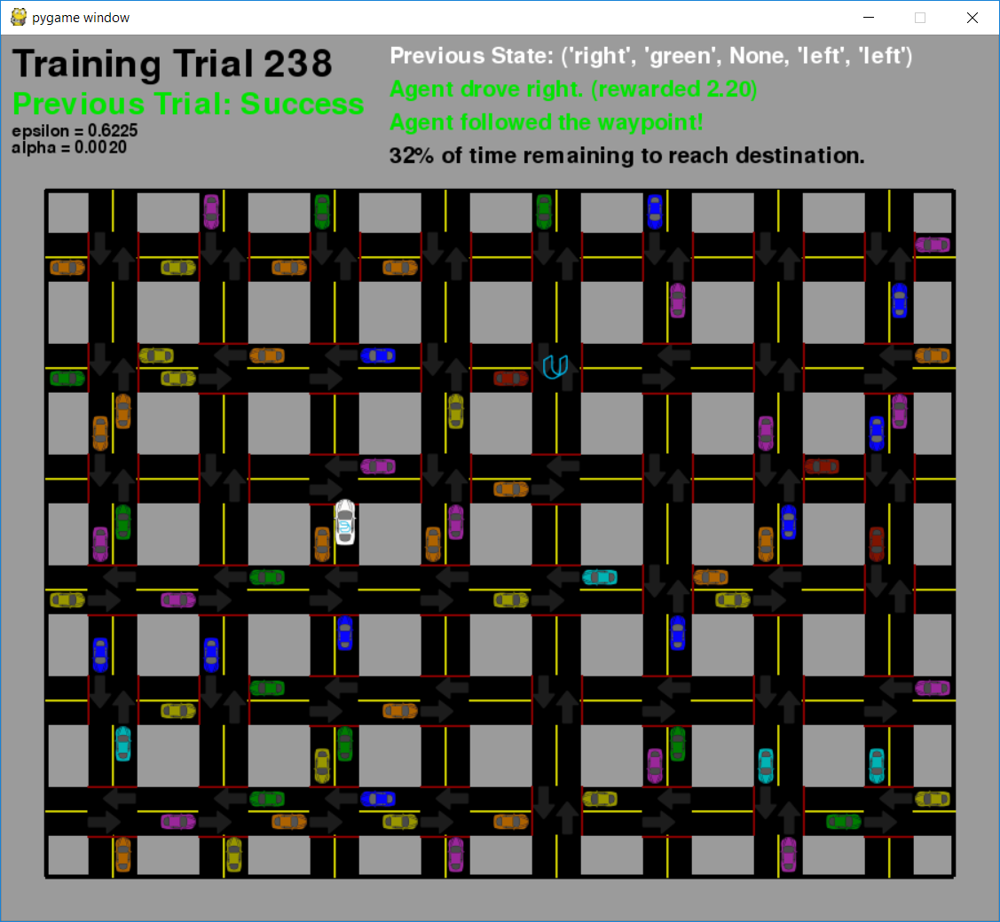 pygame window
Training Trial 238
Previous Trial: Success
epsilon = 0.6225
alpha = 0.0020
Previous State: ('right', 'green', None, 'left', 'left')
Agent drove right. (rewarded 2.20)
Agent followed the waypoint!
32% of time remaining to reach destination.